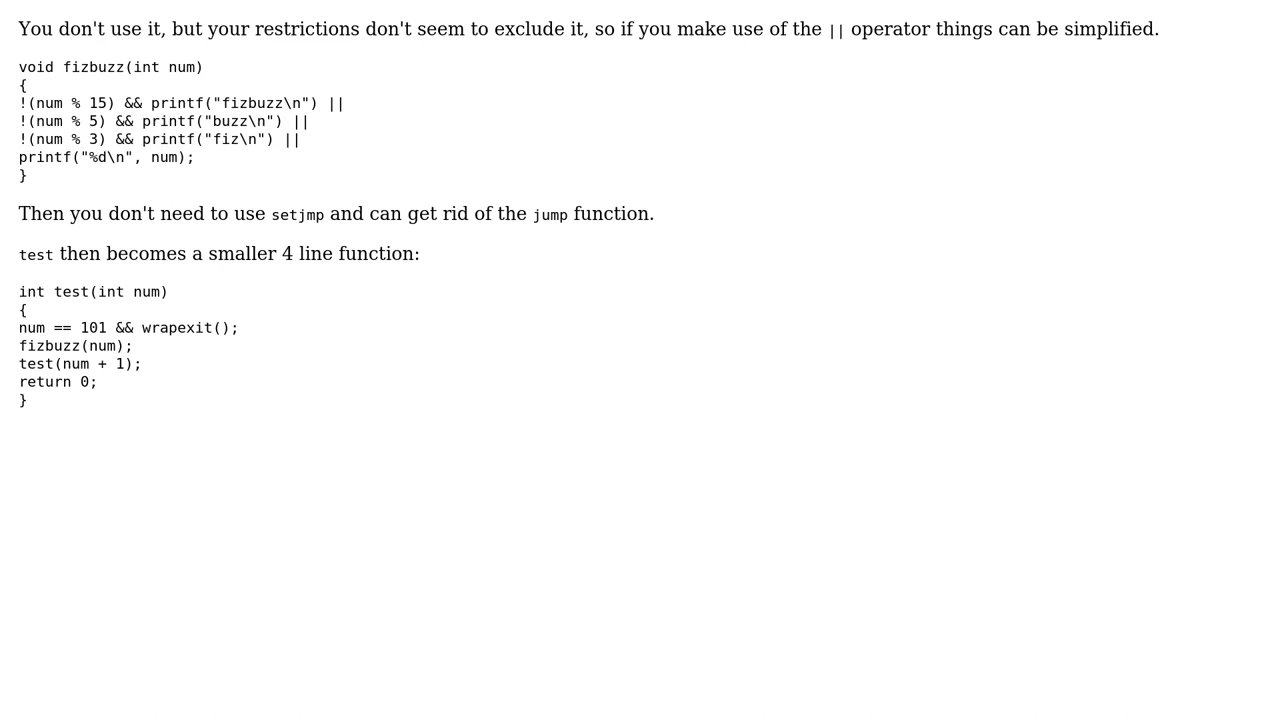 You don't use it, but your restrictions don't seem to exclude it, so if you make use of the || operator things can be simplified.
void fizbuzz(int num)
{
!(num % 15) && printf("fizbuzz\n") ||
!(num % 5) && printf("buzz\n") ||
!(num % 3) && printf("fiz\n") ||
printf("%d\n", num);
}
Then you don't need to use setjmp and can get rid of the jump function.
test then becomes a smaller 4 line function:
int test(int num)
{
num == 101 && wrapexit();
fizbuzz(num);
test(num + 1);
return 0;
}